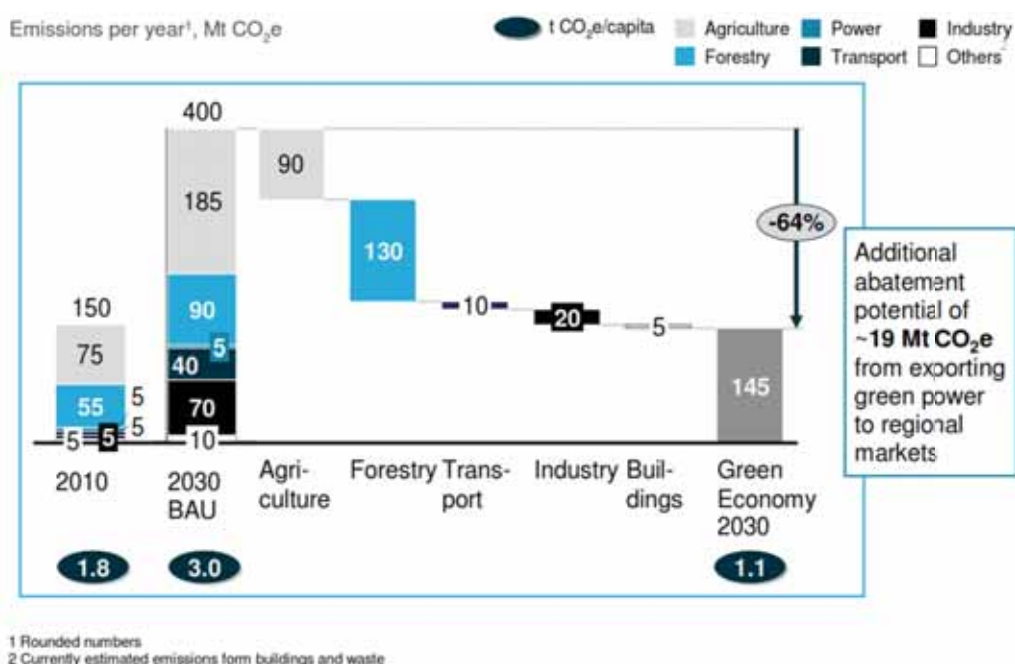 Emissions per year¹, Mt CO₂e
t CO₂e/capita
Agriculture
Power
Industry
Forestry
Transport
Others²
400
90
185
-64%
130
90
150
10
20
5
5
75
40
145
55
5
70
5
5
5
10
Additional
abatement
potential of
~19 Mt CO₂e
from exporting
green power
to regional
markets
2010
2030
BAU
Agri-
culture
Forestry
Trans-
port
Industry
Buil-
dings
Green
Economy
2030
1.8
3.0
1.1
1 Rounded numbers
2 Currently estimated emissions form buildings and waste